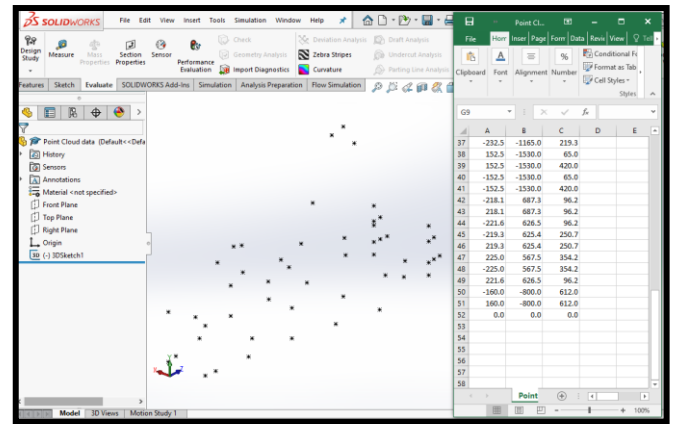 SOLIDWORKS File Edit View Insert Tools Simulation Window Help
Design Study
Measure
Mass Properties
Section Properties
Sensor
Performance Evaluation
Check
Geometry Analysis
Import Diagnostics
Deviation Analysis
Zebra Stripes
Curvature
Draft Analysis
Undercut Analysis
Parting Line Analysis
Features Sketch Evaluate SOLIDWORKS Add-Ins Simulation Analysis Preparation Flow Simulation
Point Cloud data (Default<<Defa
History
Sensors
Annotations
Material <not specified>
Front Plane
Top Plane
Right Plane
Origin
(-) 3DSketch1
Model 3D Views Motion Study 1
Point Cl...
File Hom Inser Page Form Data Revie View Tel
Clipboard Font Alignment Number
Conditional Fo
Format as Tab
Cell Styles
Styles
G9 fx
A B C D E
37 -232.5 -1165.0 219.3
38 152.5 -1530.0 65.0
39 152.5 -1530.0 420.0
40 -152.5 -1530.0 65.0
41 -152.5 -1530.0 420.0
42 -218.1 687.3 96.2
43 218.1 687.3 96.2
44 -221.6 626.5 96.2
45 -219.3 625.4 250.7
46 219.3 625.4 250.7
47 225.0 567.5 354.2
48 -225.0 567.5 354.2
49 221.6 626.5 96.2
50 -160.0 -800.0 612.0
51 160.0 -800.0 612.0
52 0.0 0.0 0.0
53
54
55
56
57
58
Point
100%